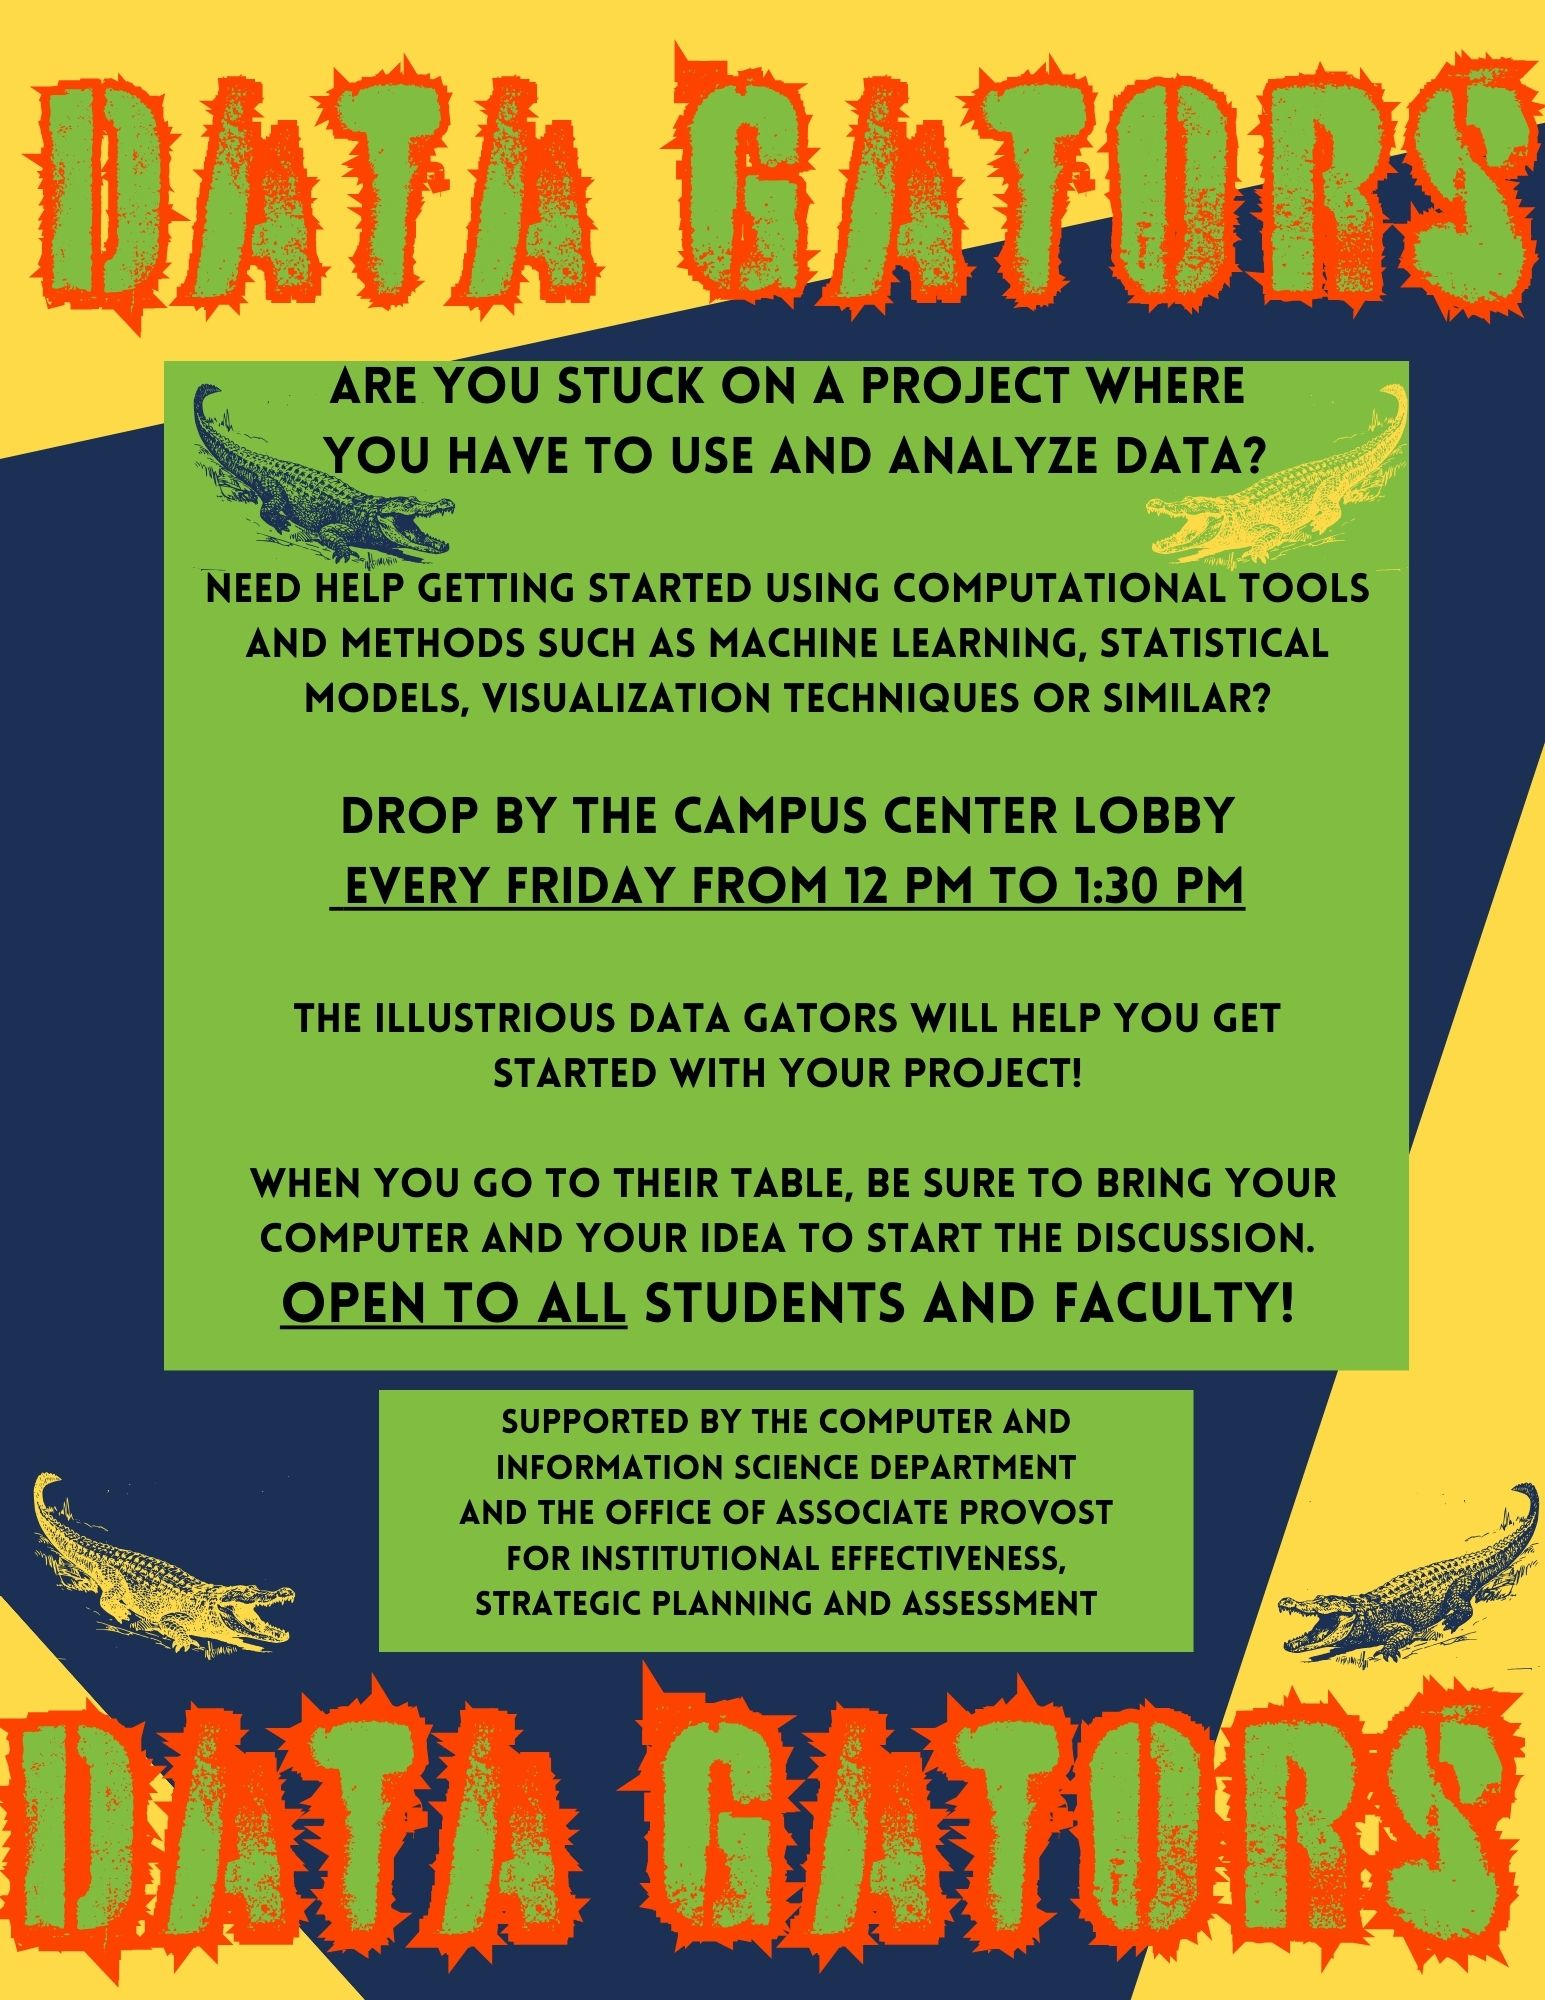 DATA GATORS
ARE YOU STUCK ON A PROJECT WHERE
YOU HAVE TO USE AND ANALYZE DATA?
NEED HELP GETTING STARTED USING COMPUTATIONAL TOOLS
AND METHODS SUCH AS MACHINE LEARNING, STATISTICAL
MODELS, VISUALIZATION TECHNIQUES OR SIMILAR?
DROP BY THE CAMPUS CENTER LOBBY
EVERY FRIDAY FROM 12 PM TO 1:30 PM
THE ILLUSTRIOUS DATA GATORS WILL HELP YOU GET
STARTED WITH YOUR PROJECT!
WHEN YOU GO TO THEIR TABLE, BE SURE TO BRING YOUR
COMPUTER AND YOUR IDEA TO START THE DISCUSSION.
OPEN TO ALL STUDENTS AND FACULTY!
SUPPORTED BY THE COMPUTER AND
INFORMATION SCIENCE DEPARTMENT
AND THE OFFICE OF ASSOCIATE PROVOST
FOR INSTITUTIONAL EFFECTIVENESS,
STRATEGIC PLANNING AND ASSESSMENT
DATA GATORS